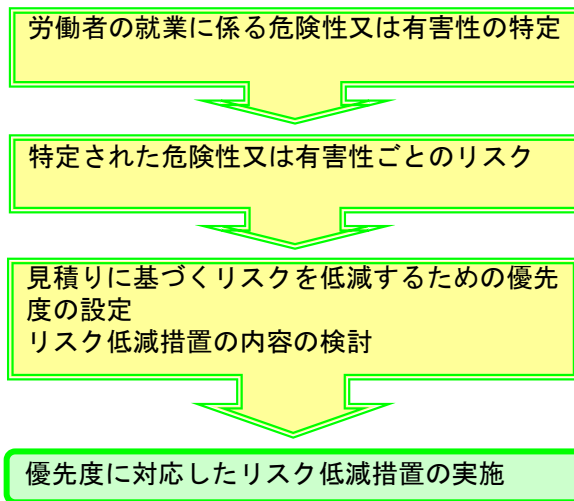 労働者の就業に係る危険性又は有害性の特定
特定された危険性又は有害性ごとのリスク
見積りに基づくリスクを低減するための優先
度の設定
リスク低減措置の内容の検討
優先度に対応したリスク低減措置の実施